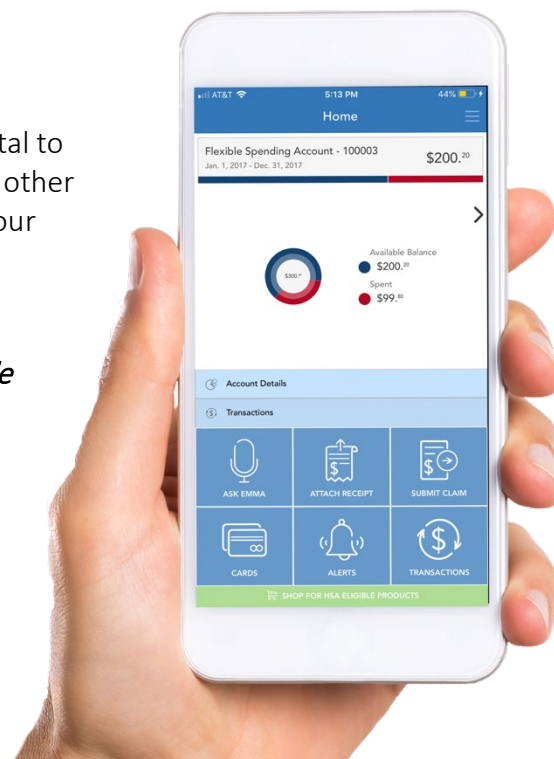 tal to
other
our
e
AT&T 5:13 PM 44%
Home
Flexible Spending Account - 100003
Jan. 1, 2017 - Dec. 31, 2017
$200.20
Available Balance
$200.20
Spent
$99.80
Account Details
Transactions
ASK EMMA ATTACH RECEIPT SUBMIT CLAIM
CARDS ALERTS TRANSACTIONS
SHOP FOR HSA ELIGIBLE PRODUCTS